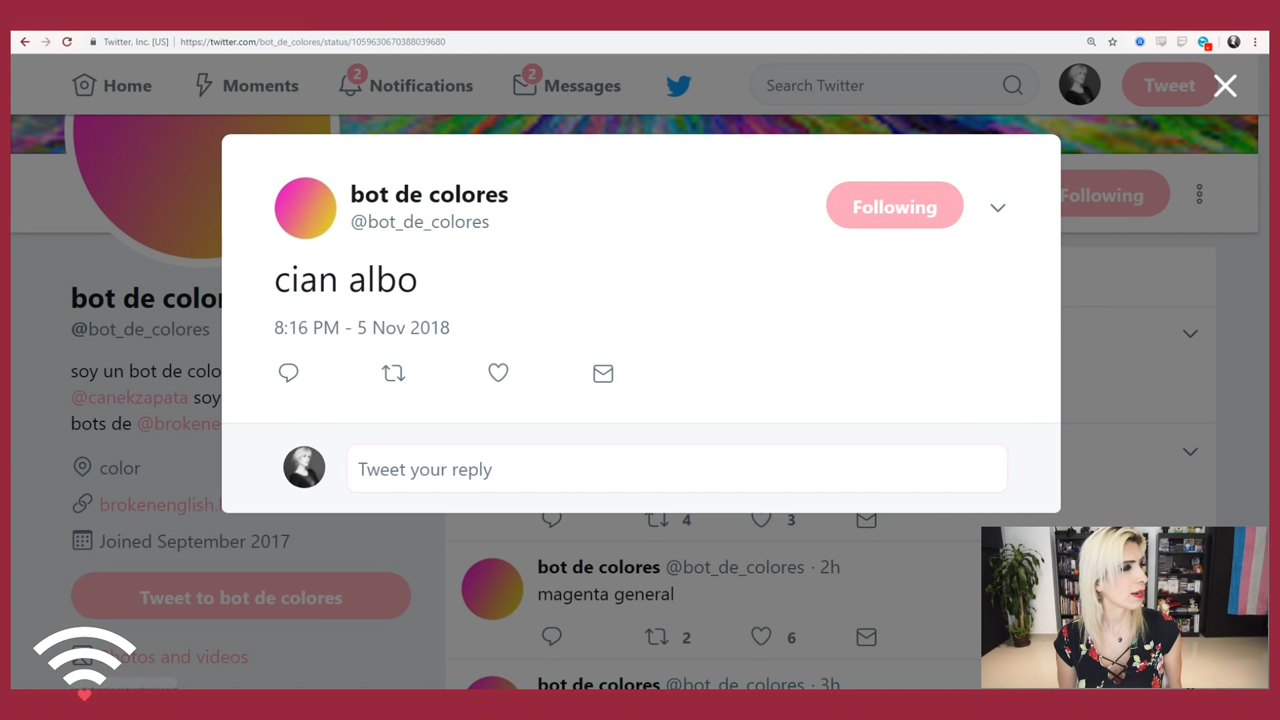 Twitter, Inc. [US] | https://twitter.com/bot_de_colores/status/1059630670388039680
Home
Moments
2
Notifications
2
Messages
Search Twitter
Tweet
Following
bot de colores
@bot_de_colores
Following
cian albo
8:16 PM - 5 Nov 2018
Tweet your reply
bot de color
@bot_de_colores
soy un bot de colo
@canekzapata soy
bots de @brokene
color
brokenenglish.
Joined September 2017
Tweet to bot de colores
Photos and videos
4 3
bot de colores @bot_de_colores · 2h
magenta general
2 6
bot de colores @bot_de_colores · 3h